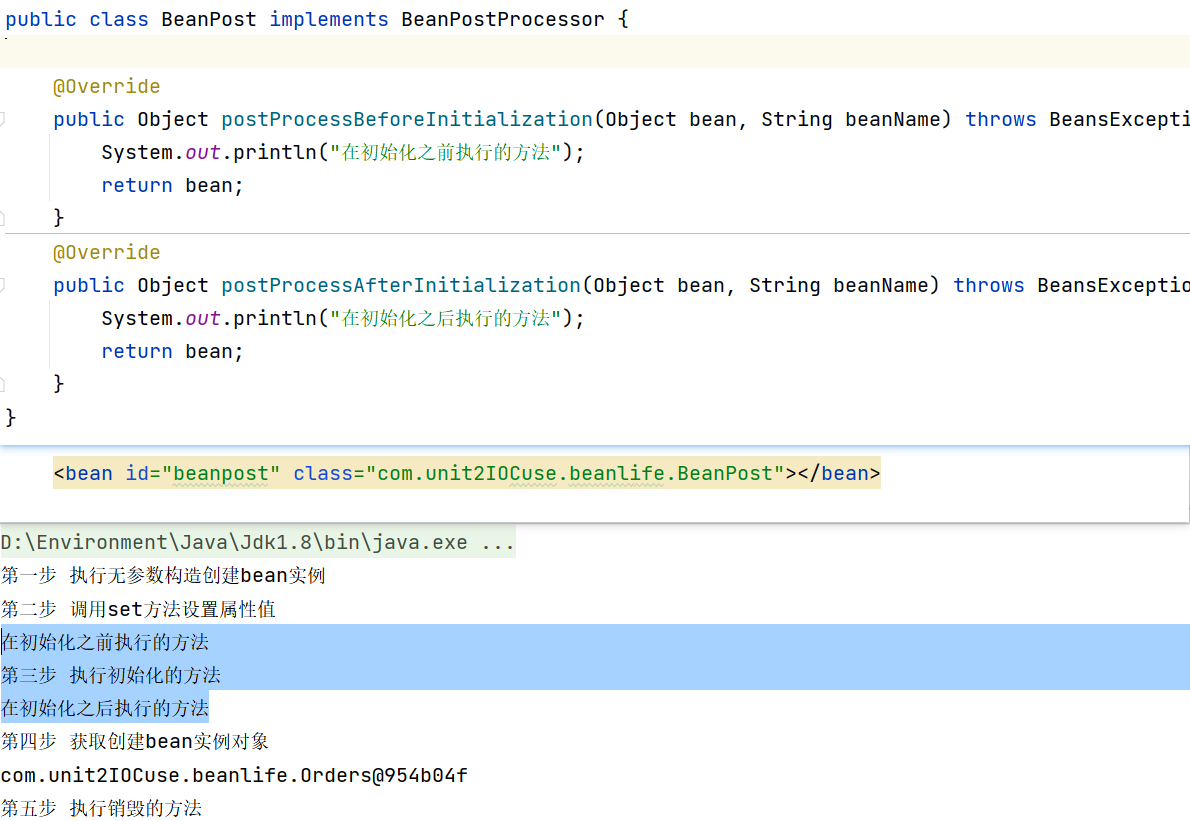 public class BeanPost implements BeanPostProcessor {
@Override
public Object postProcessBeforeInitialization(Object bean, String beanName) throws BeansExcepti
System.out.println("在初始化之前执行的方法");
return bean;
}
@Override
public Object postProcessAfterInitialization(Object bean, String beanName) throws BeansExceptio
System.out.println("在初始化之后执行的方法");
return bean;
}
}
<bean id="beanpost" class="com.unit2IOCuse.beanlife.BeanPost"></bean>
D:\Environment\Java\Jdk1.8\bin\java.exe ...
第一步 执行无参数构造创建bean实例
第二步 调用set方法设置属性值
在初始化之前执行的方法
第三步 执行初始化的方法
在初始化之后执行的方法
第四步 获取创建bean实例对象
com.unit2IOCuse.beanlife.Orders@954b04f
第五步 执行销毁的方法